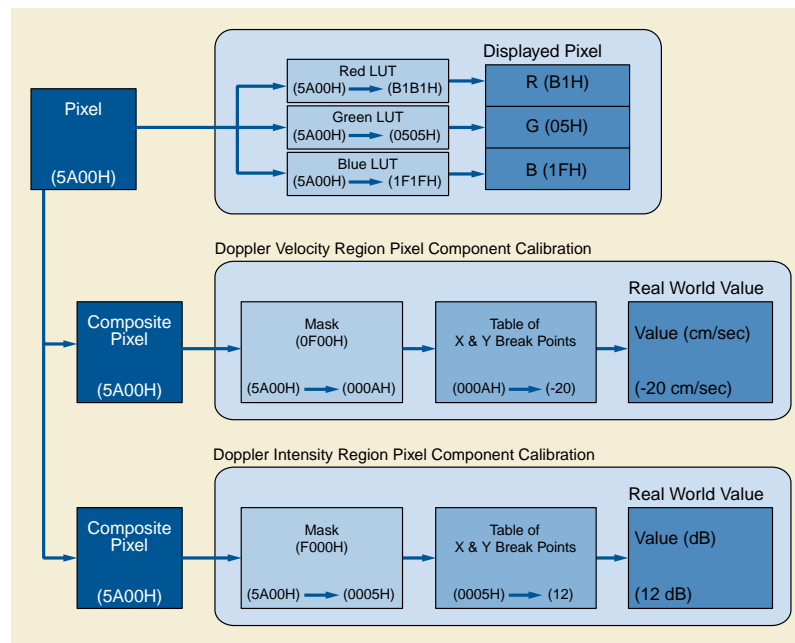 Displayed Pixel
Red LUT
(5A00H) (B1B1H)
R (B1H)
Pixel
(5A00H)
Green LUT
(5A00H) (0505H)
G (05H)
Blue LUT
(5A00H) (1F1FH)
B (1FH)
Doppler Velocity Region Pixel Component Calibration
Real World Value
Composite
Pixel
(5A00H)
Mask
(0F00H)
(5A00H) (000AH)
Table of
X & Y Break Points
(000AH) (-20)
Value (cm/sec)
(-20 cm/sec)
Doppler Intensity Region Pixel Component Calibration
Real World Value
Composite
Pixel
(5A00H)
Mask
(F000H)
(5A00H) (0005H)
Table of
X & Y Break Points
(0005H) (12)
Value (dB)
(12 dB)